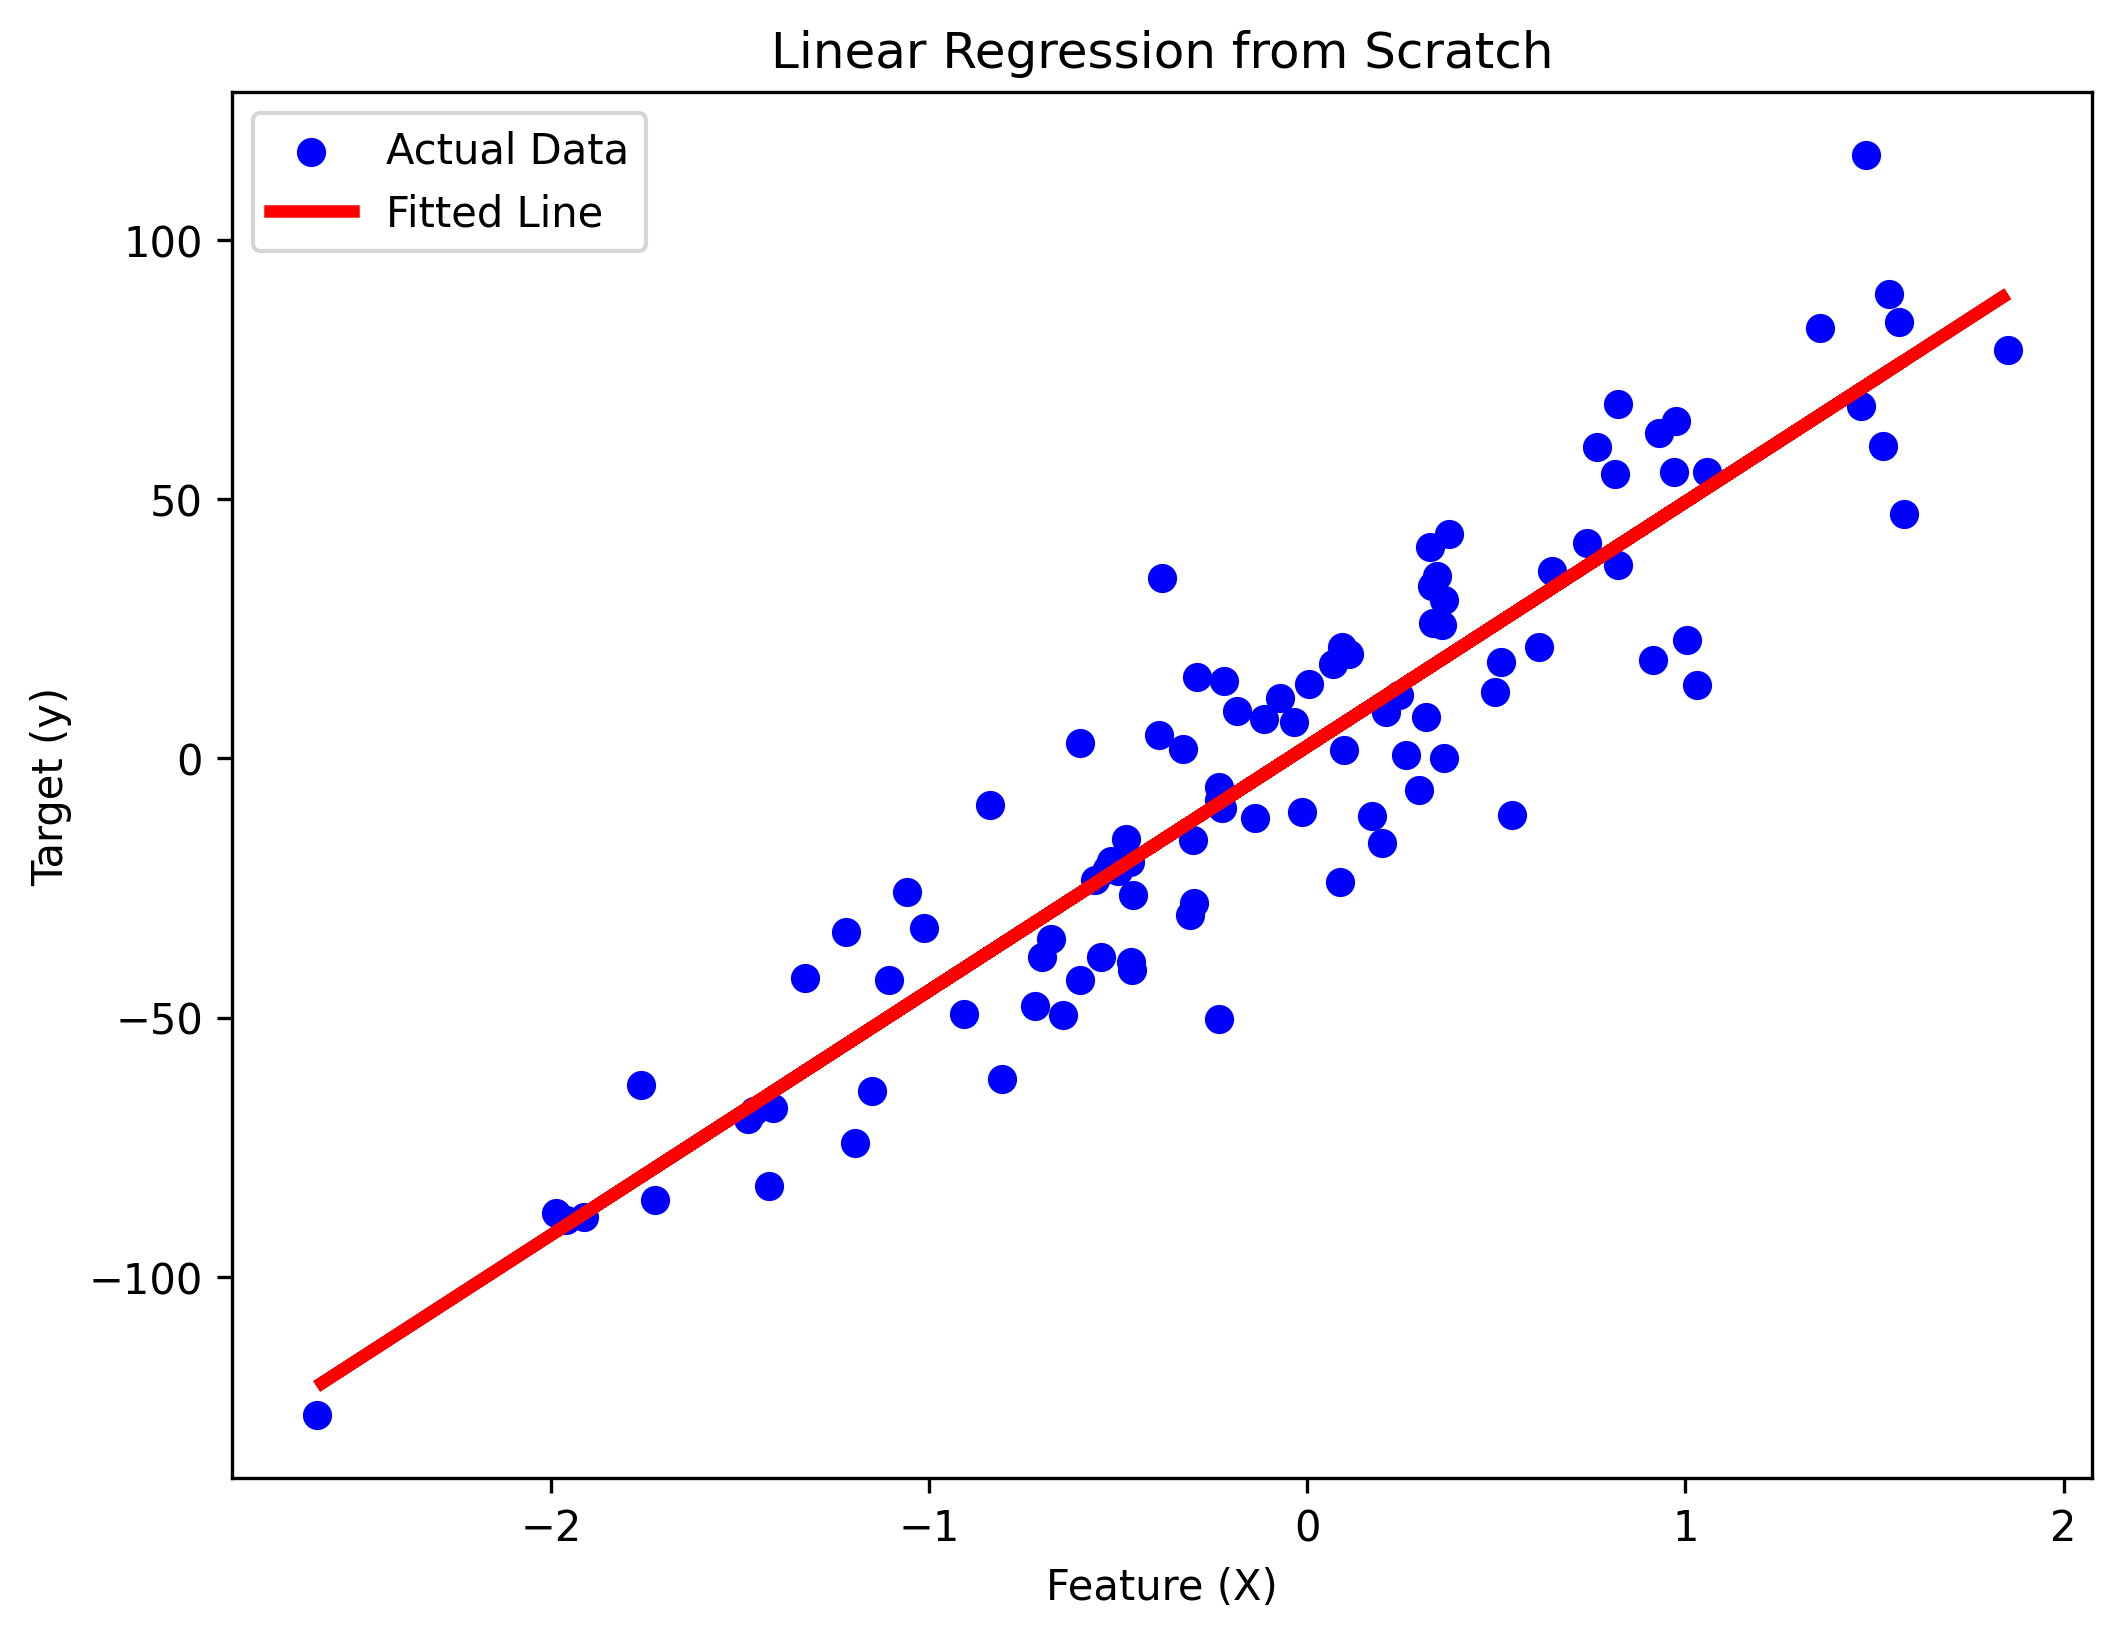 Linear Regression from Scratch
Actual Data
Fitted Line
100
50
0
−50
−100
Target (y)
−2
−1
0
1
2
Feature (X)